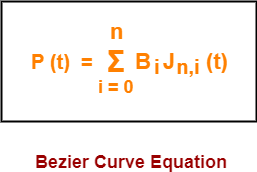 n
P (t) = Σ B i J n,i (t)
i = 0
Bezier Curve Equation